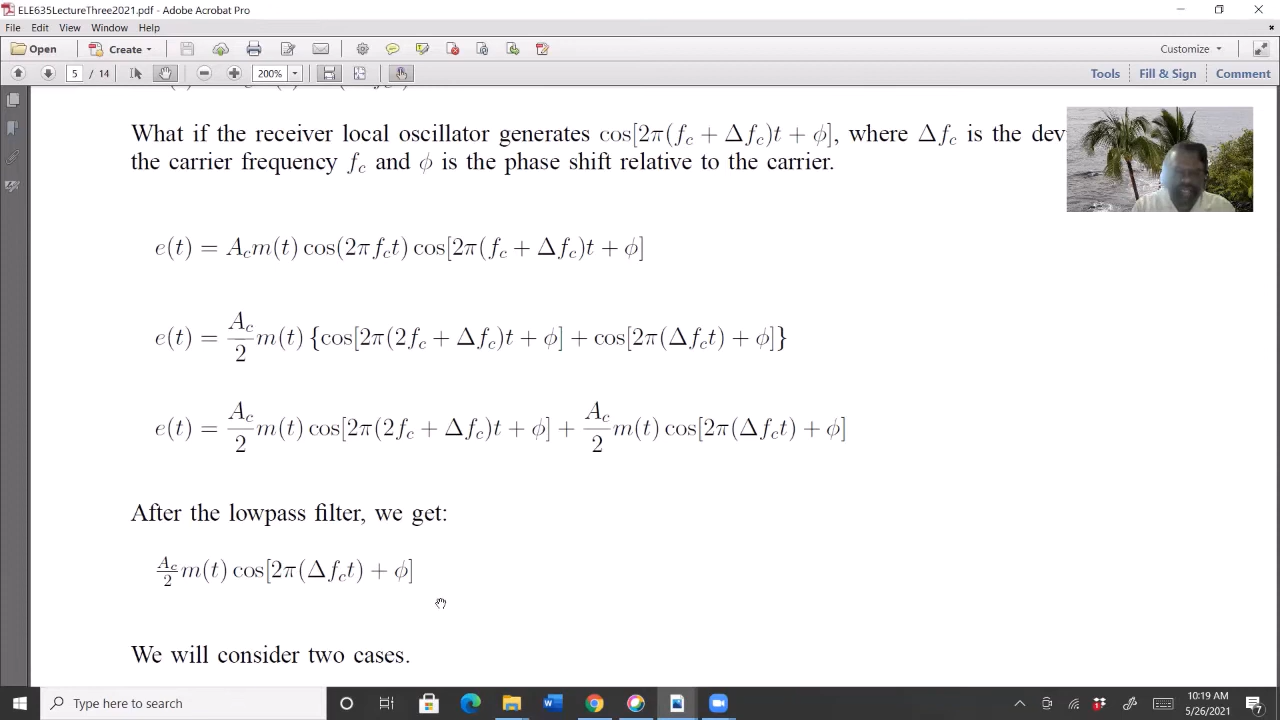 ELE635LectureThree2021.pdf - Adobe Acrobat Pro
File Edit View Window Help
Open Create Customize
5 / 14 200% Tools Fill & Sign Comment
What if the receiver local oscillator generates cos[2π(f_c + Δf_c)t + ϕ], where Δf_c is the dev
the carrier frequency f_c and ϕ is the phase shift relative to the carrier.
e(t) = A_c m(t) cos(2πf_c t) cos[2π(f_c + Δf_c)t + ϕ]
e(t) = A_c/2 m(t) {cos[2π(2f_c + Δf_c)t + ϕ] + cos[2π(Δf_c t) + ϕ]}
e(t) = A_c/2 m(t) cos[2π(2f_c + Δf_c)t + ϕ] + A_c/2 m(t) cos[2π(Δf_c t) + ϕ]
After the lowpass filter, we get:
A_c/2 m(t) cos[2π(Δf_c t) + ϕ]
We will consider two cases.
Type here to search
10:19 AM
5/26/2021
7